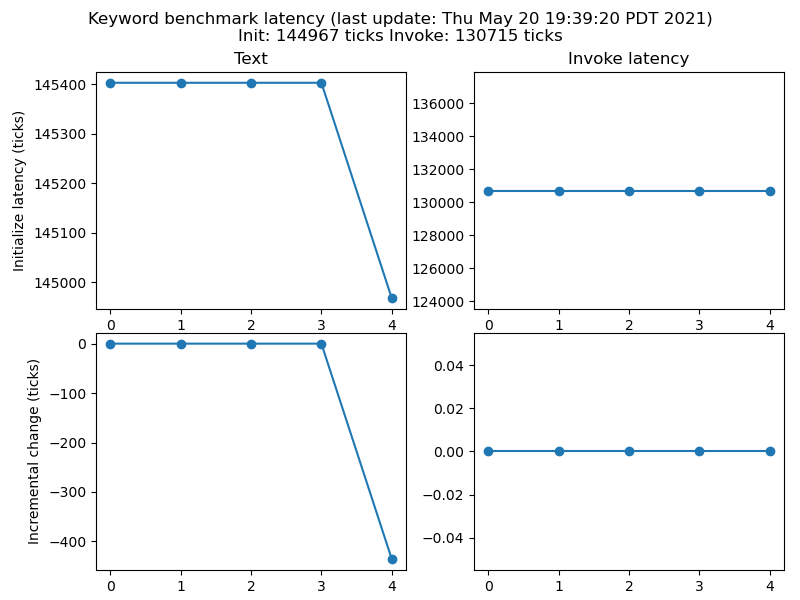 Keyword benchmark latency (last update: Thu May 20 19:39:20 PDT 2021)
Init: 144967 ticks Invoke: 130715 ticks
Text
Invoke latency
Initialize latency (ticks)
145400
145300
145200
145100
145000
0 1 2 3 4
136000
134000
132000
130000
128000
126000
124000
0 1 2 3 4
Incremental change (ticks)
0
−100
−200
−300
−400
0 1 2 3 4
0.04
0.02
0.00
−0.02
−0.04
0 1 2 3 4